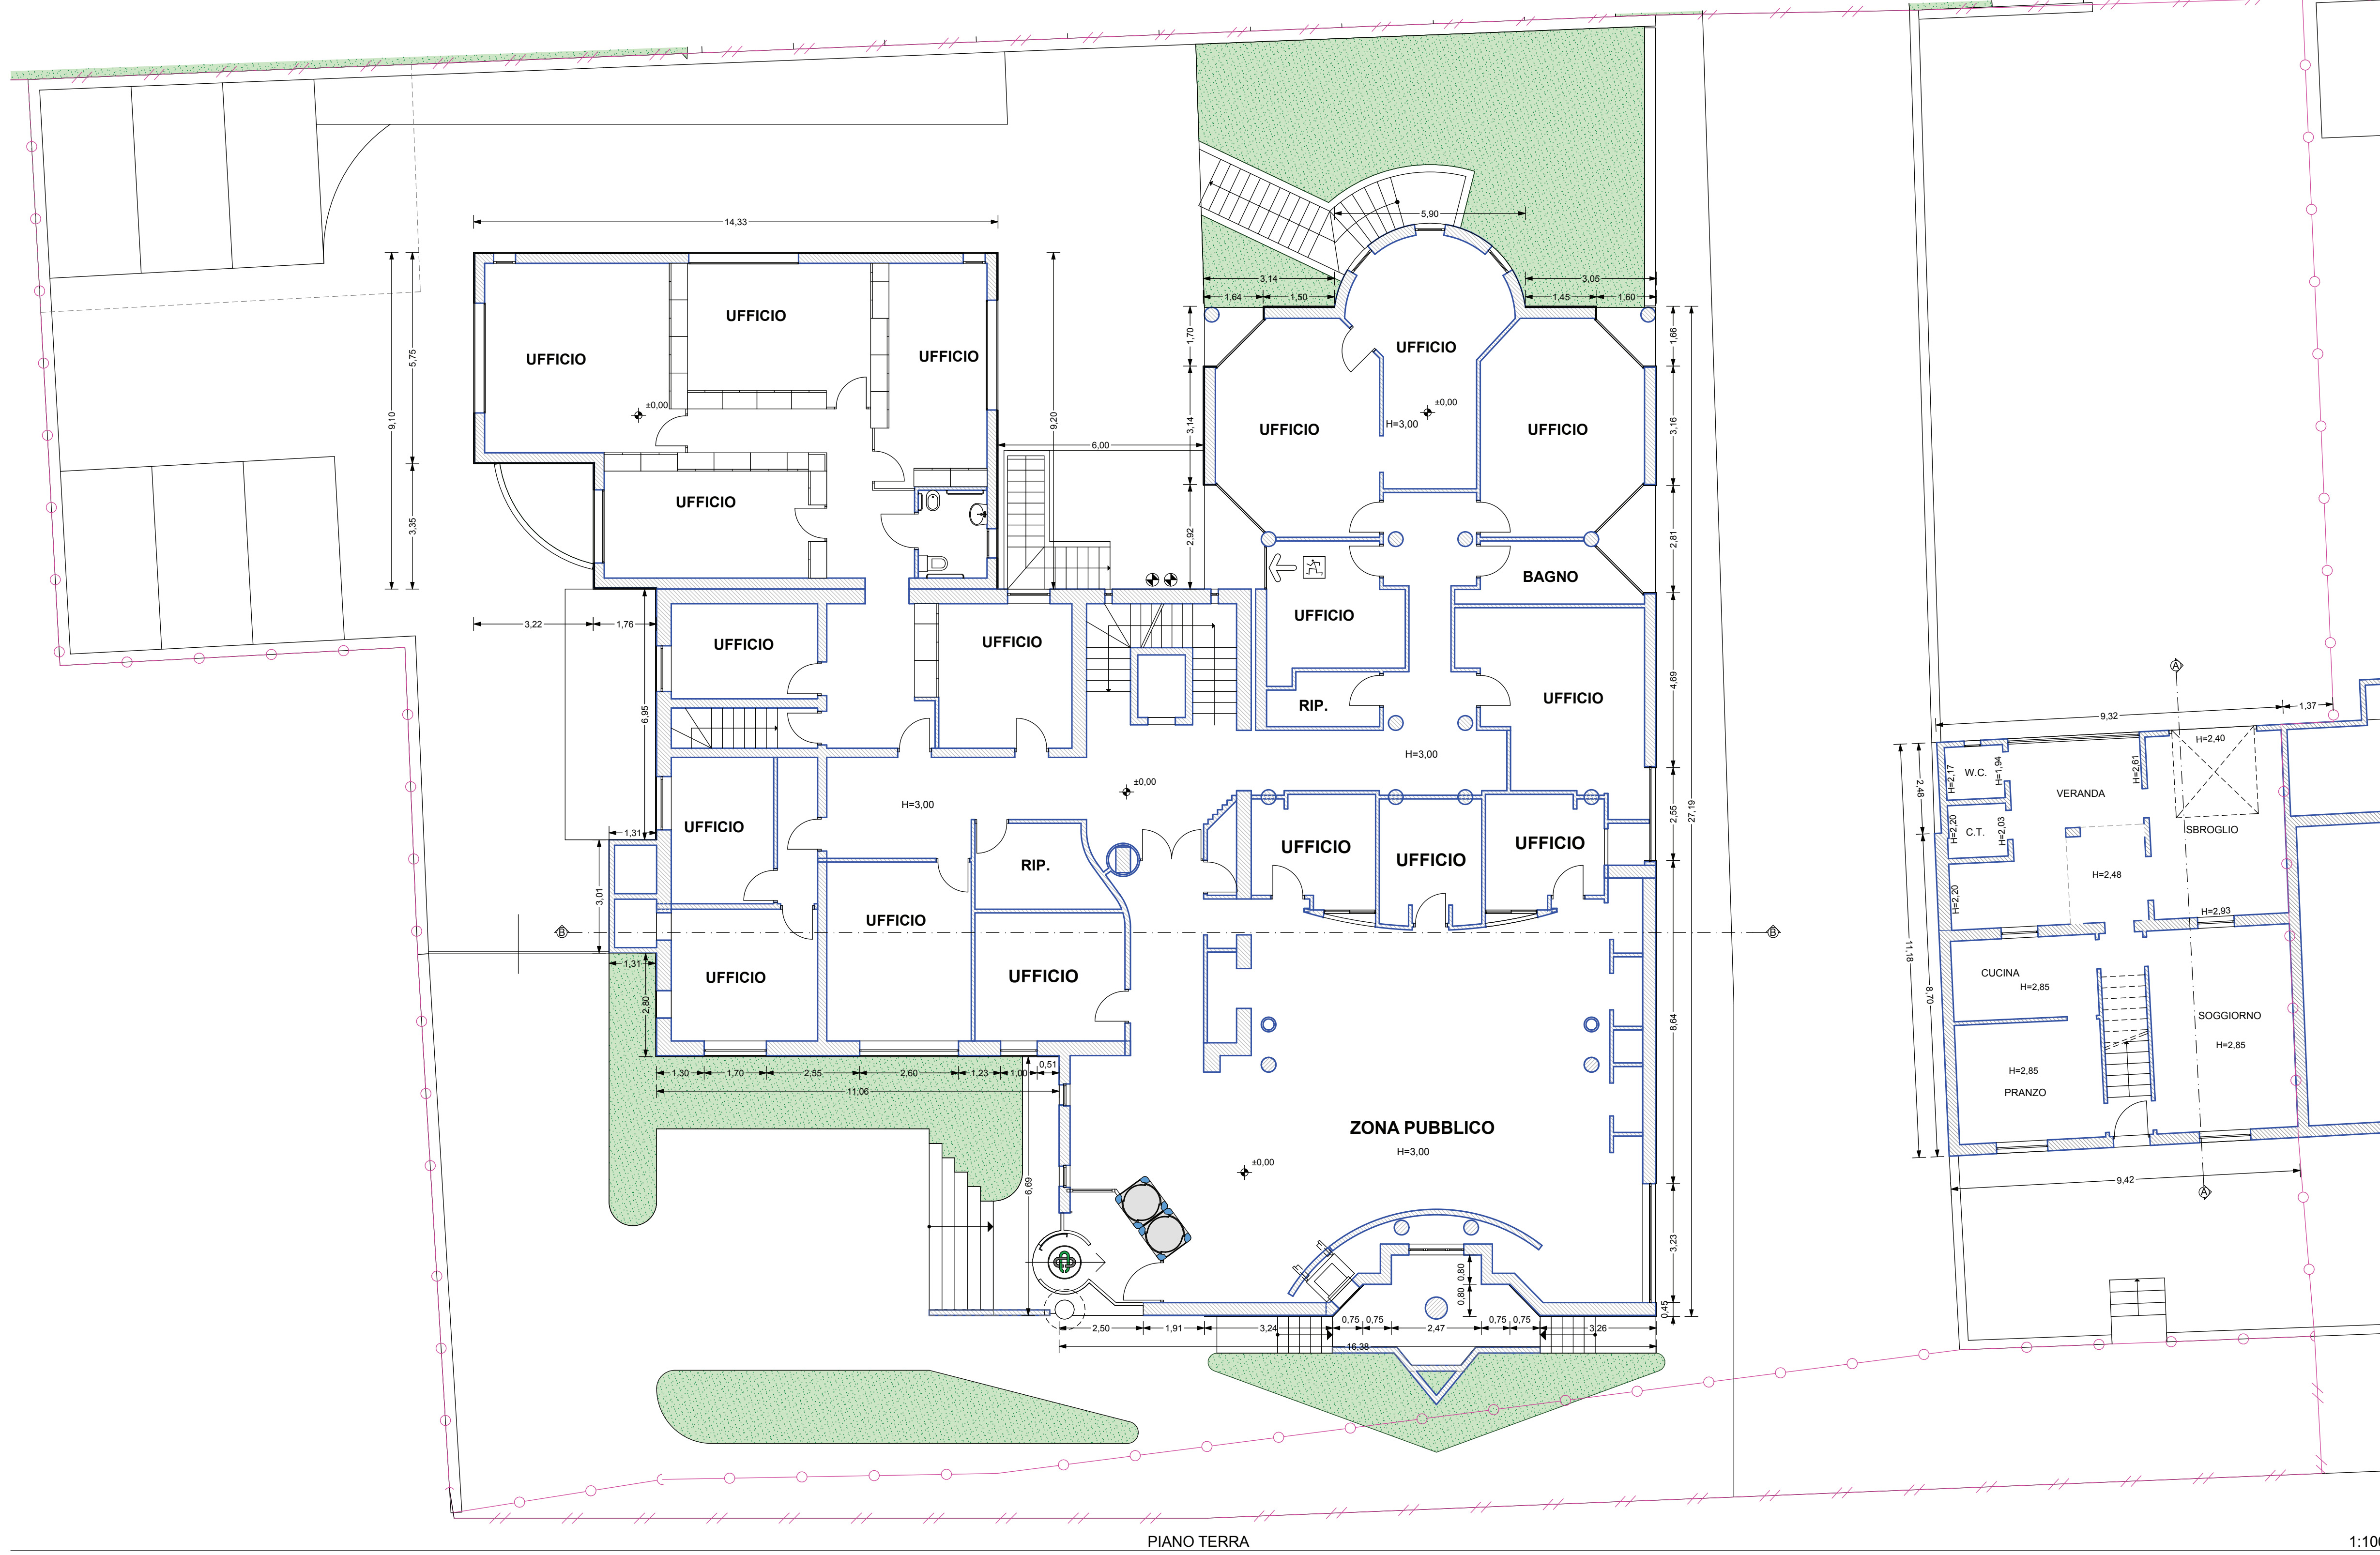 14,33
5,90
3,14
3,05
1,64
1,50
1,45
1,60
UFFICIO
UFFICIO
UFFICIO
UFFICIO
5,75
9,10
1,70
1,66
±0,00
±0,00
9,20
3,14
H=3,00
UFFICIO
UFFICIO
3,16
6,00
UFFICIO
3,35
2,92
2,81
BAGNO
3,22
1,76
UFFICIO
UFFICIO
UFFICIO
4,69
6,95
RIP.
UFFICIO
H=3,00
±0,00
H=3,00
27,19
2,55
1,31
UFFICIO
RIP.
UFFICIO
UFFICIO
UFFICIO
3,01
UFFICIO
B
B
1,31
UFFICIO
UFFICIO
2,80
8,64
1,30
1,70
2,55
2,60
1,23
1,00
0,51
11,06
ZONA PUBBLICO
H=3,00
±0,00
6,69
3,23
0,80
0,80
0,45
2,50
1,91
3,24
0,75
0,75
2,47
0,75
0,75
3,26
16,38
A
9,32
1,37
H=2,40
W.C.
H=2,17
H=1,94
H=2,61
2,48
VERANDA
C.T.
H=2,20
H=2,03
SBROGLIO
H=2,48
H=2,20
H=2,93
11,18
8,70
CUCINA
H=2,85
SOGGIORNO
H=2,85
H=2,85
PRANZO
9,42
A
PIANO TERRA